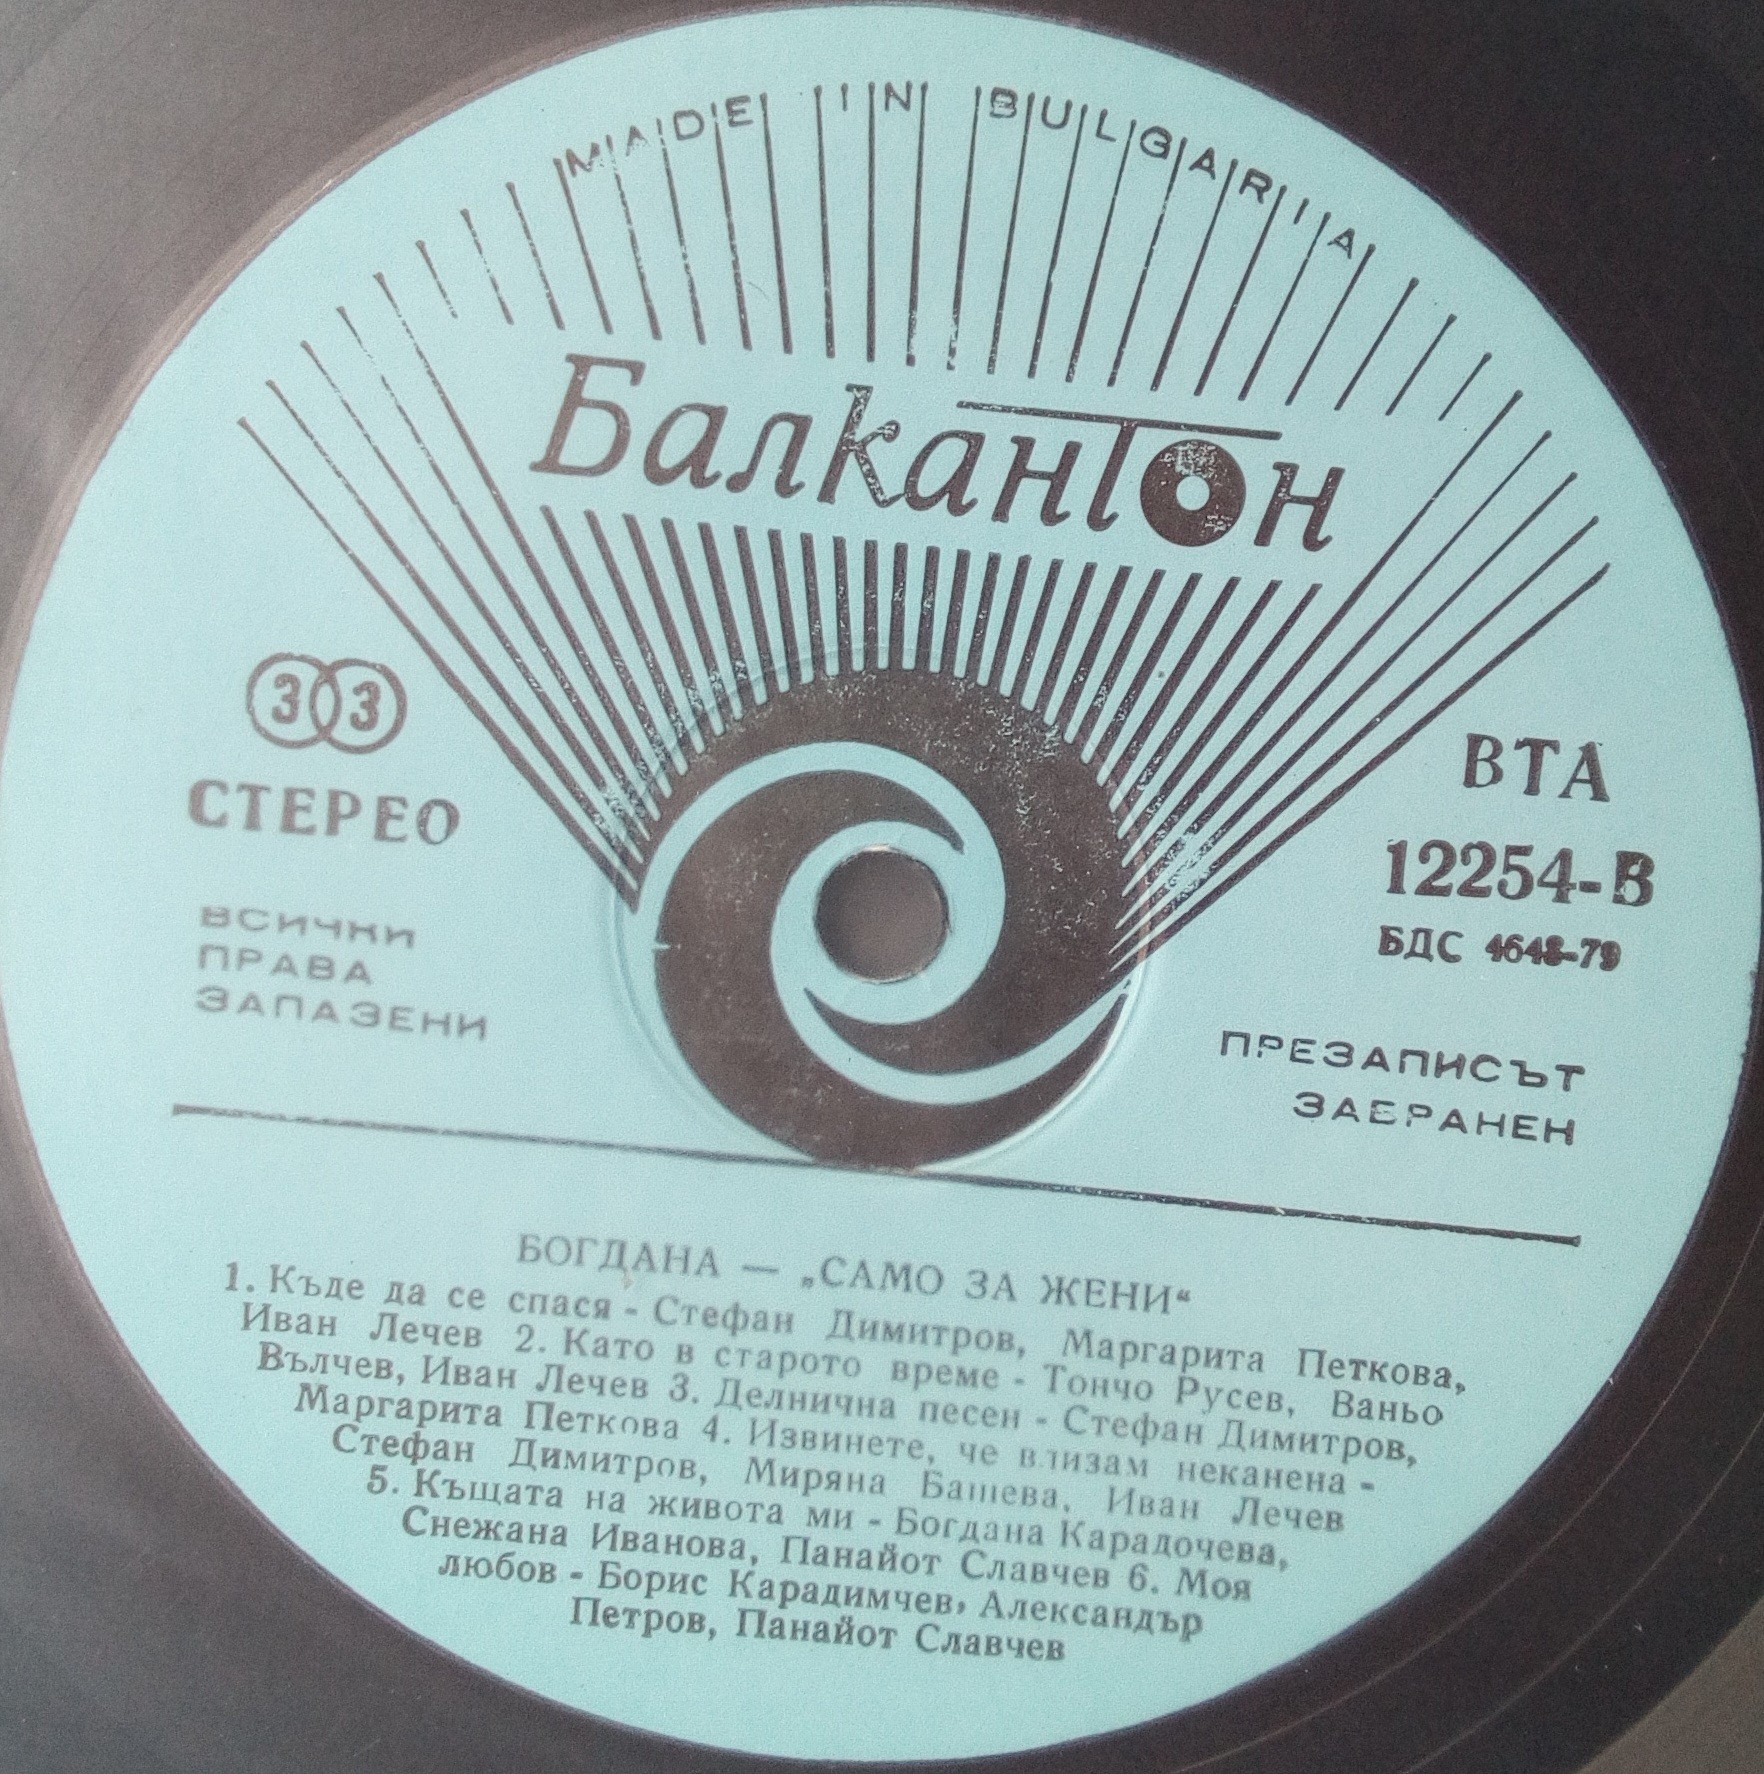 MADE IN BULGARIA
Балкантон
33
СТЕРЕО
ВСИЧКИ
ПРАВА
ЗАПАЗЕНИ
ВТА
12254-В
БДС 4648-79
ПРЕЗАПИСЪТ
ЗАБРАНЕН
БОГДАНА — „САМО ЗА ЖЕНИ“
1. Къде да се спася - Стефан Димитров, Маргарита Петкова,
Иван Лечев 2. Като в старото време - Тончо Русев, Ваньо
Вълчев, Иван Лечев 3. Делнична песен - Стефан Димитров,
Маргарита Петкова 4. Извинете, че влизам неканена -
Стефан Димитров, Миряна Башева, Иван Лечев
5. Къщата на живота ми - Богдана Карадочева,
Снежана Иванова, Панайот Славчев 6. Моя
любов - Борис Карадимчев, Александър
Петров, Панайот Славчев